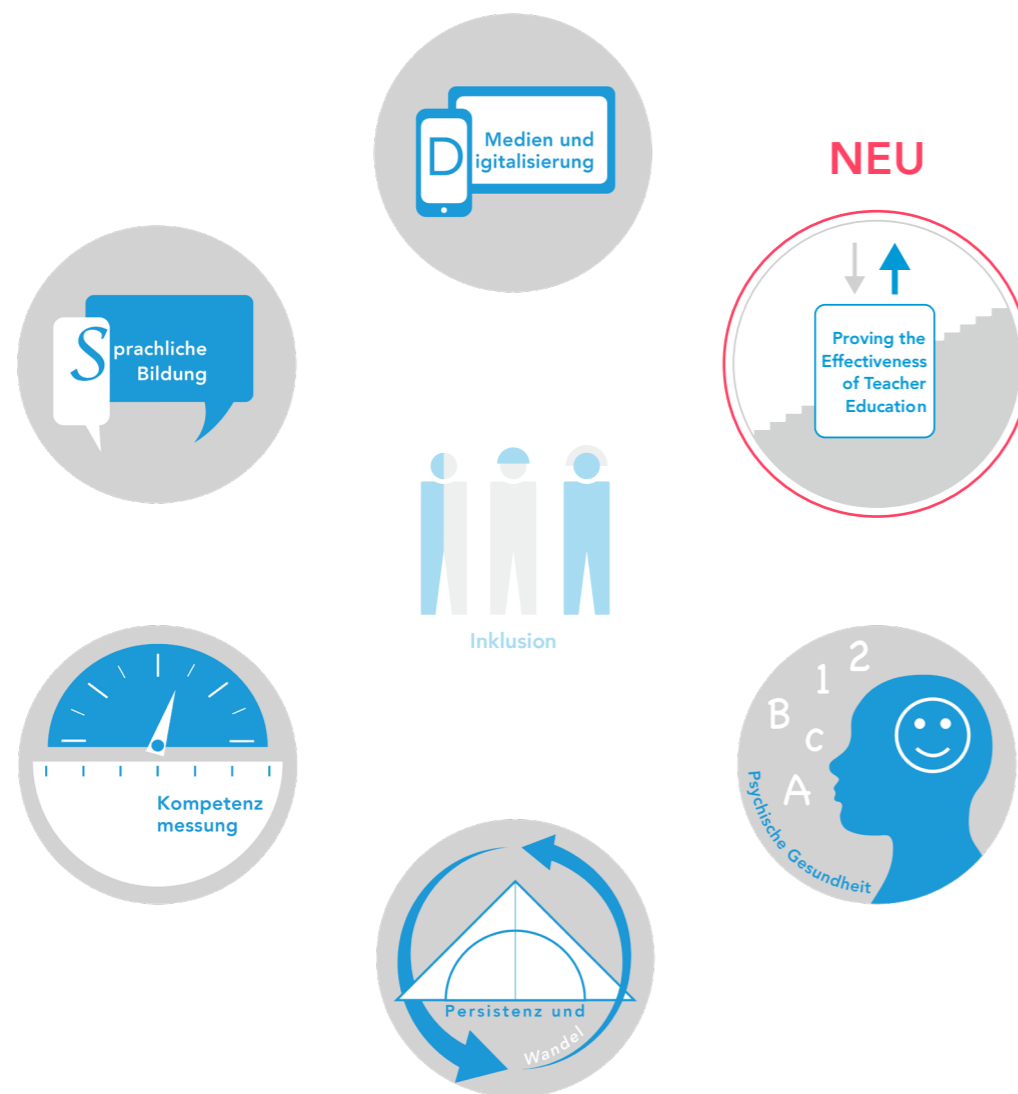 Medien und
Digitalisierung
NEU
Sprachliche
Bildung
Proving the
Effectiveness
of Teacher
Education
Inklusion
Kompetenz
messung
1 2
B
C
A
Psychische Gesundheit
Persistenz und
Wandel